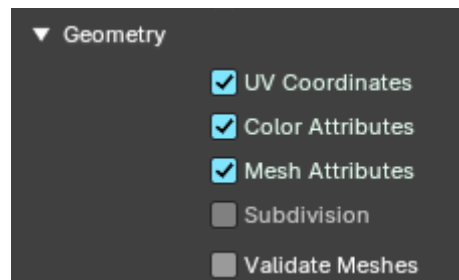 Geometry
UV Coordinates
Color Attributes
Mesh Attributes
Subdivision
Validate Meshes